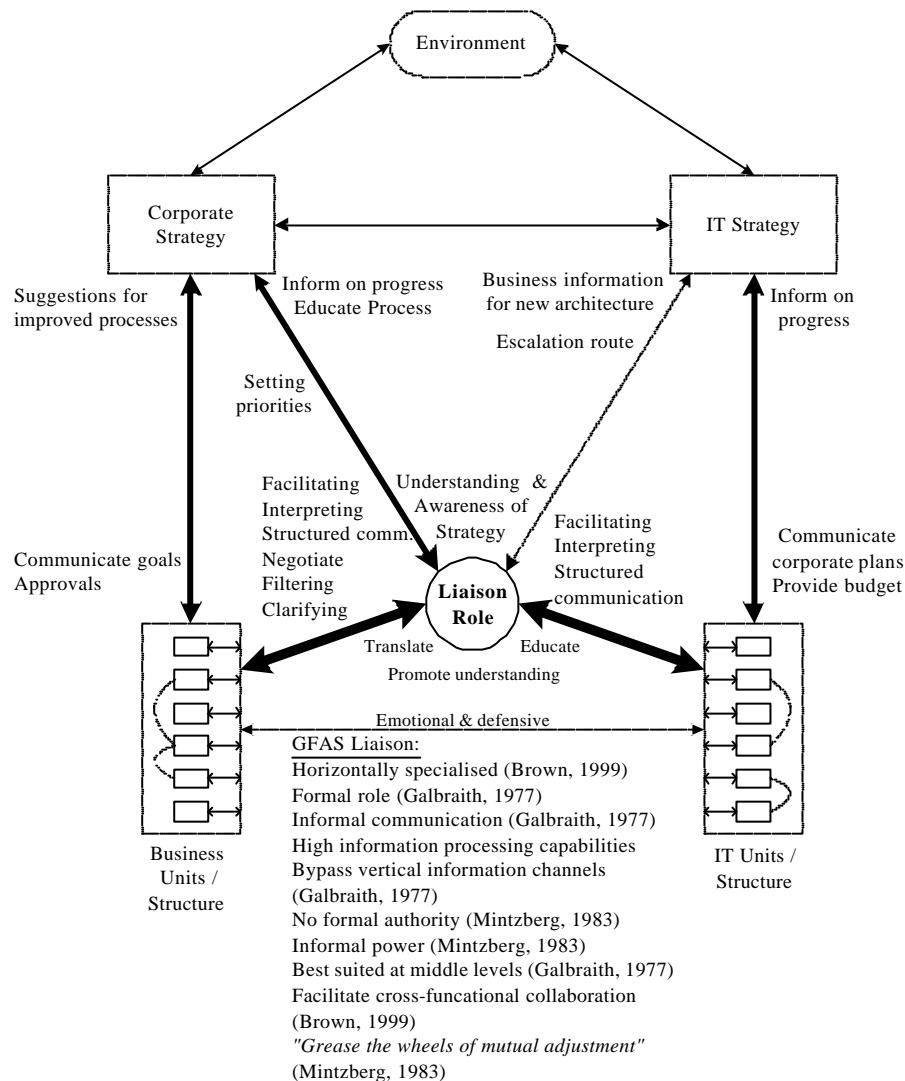 Environment
Corporate
Strategy
IT Strategy
Suggestions for
improved processes
Inform on progress
Educate Process
Business information
for new architecture
Inform on
progress
Escalation route
Setting
priorities
Facilitating
Interpreting
Structured comm.
Negotiate
Filtering
Clarifying
Understanding &
Awareness of
Strategy
Facilitating
Interpreting
Structured
communication
Communicate goals
Approvals
Communicate
corporate plans
Provide budget
Liaison
Role
Translate
Educate
Promote understanding
Emotional & defensive
Business
Units /
Structure
IT Units /
Structure
GFAS Liaison:
Horizontally specialised (Brown, 1999)
Formal role (Galbraith, 1977)
Informal communication (Galbraith, 1977)
High information processing capabilities
Bypass vertical information channels
(Galbraith, 1977)
No formal authority (Mintzberg, 1983)
Informal power (Mintzberg, 1983)
Best suited at middle levels (Galbraith, 1977)
Facilitate cross-funcational collaboration
(Brown, 1999)
"Grease the wheels of mutual adjustment"
(Mintzberg, 1983)